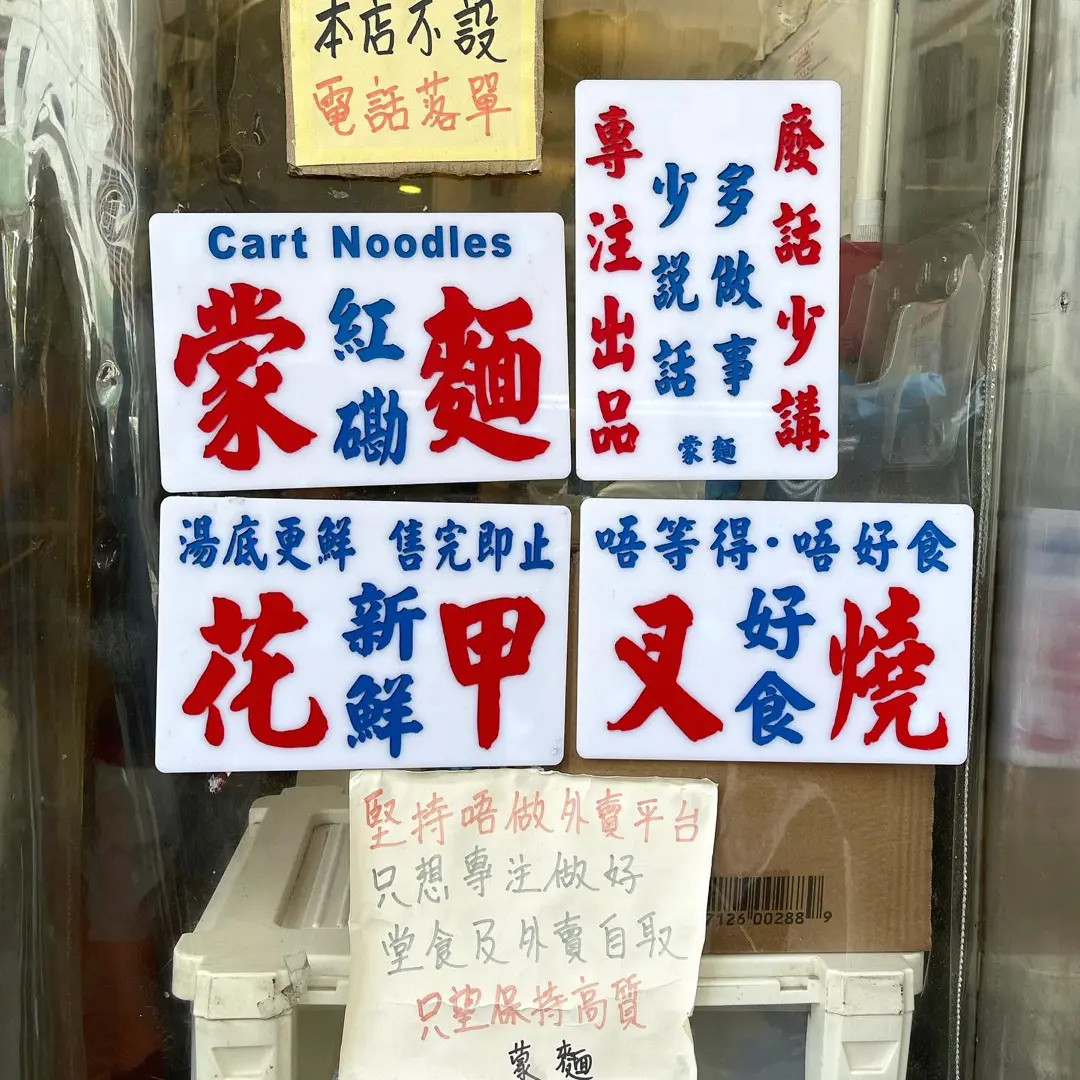 本店不設
電話落單
Cart Noodles
蒙
紅磡
麵
廢話少講
多做事
少説話
專注出品
蒙麵
湯底更鮮 售完即止
花
新鮮
甲
唔等得·唔好食
叉
好食
燒
堅持唔做外賣平台
只想專注做好
堂食及外賣自取
只望保持高質
蒙麵
7126 00288 9